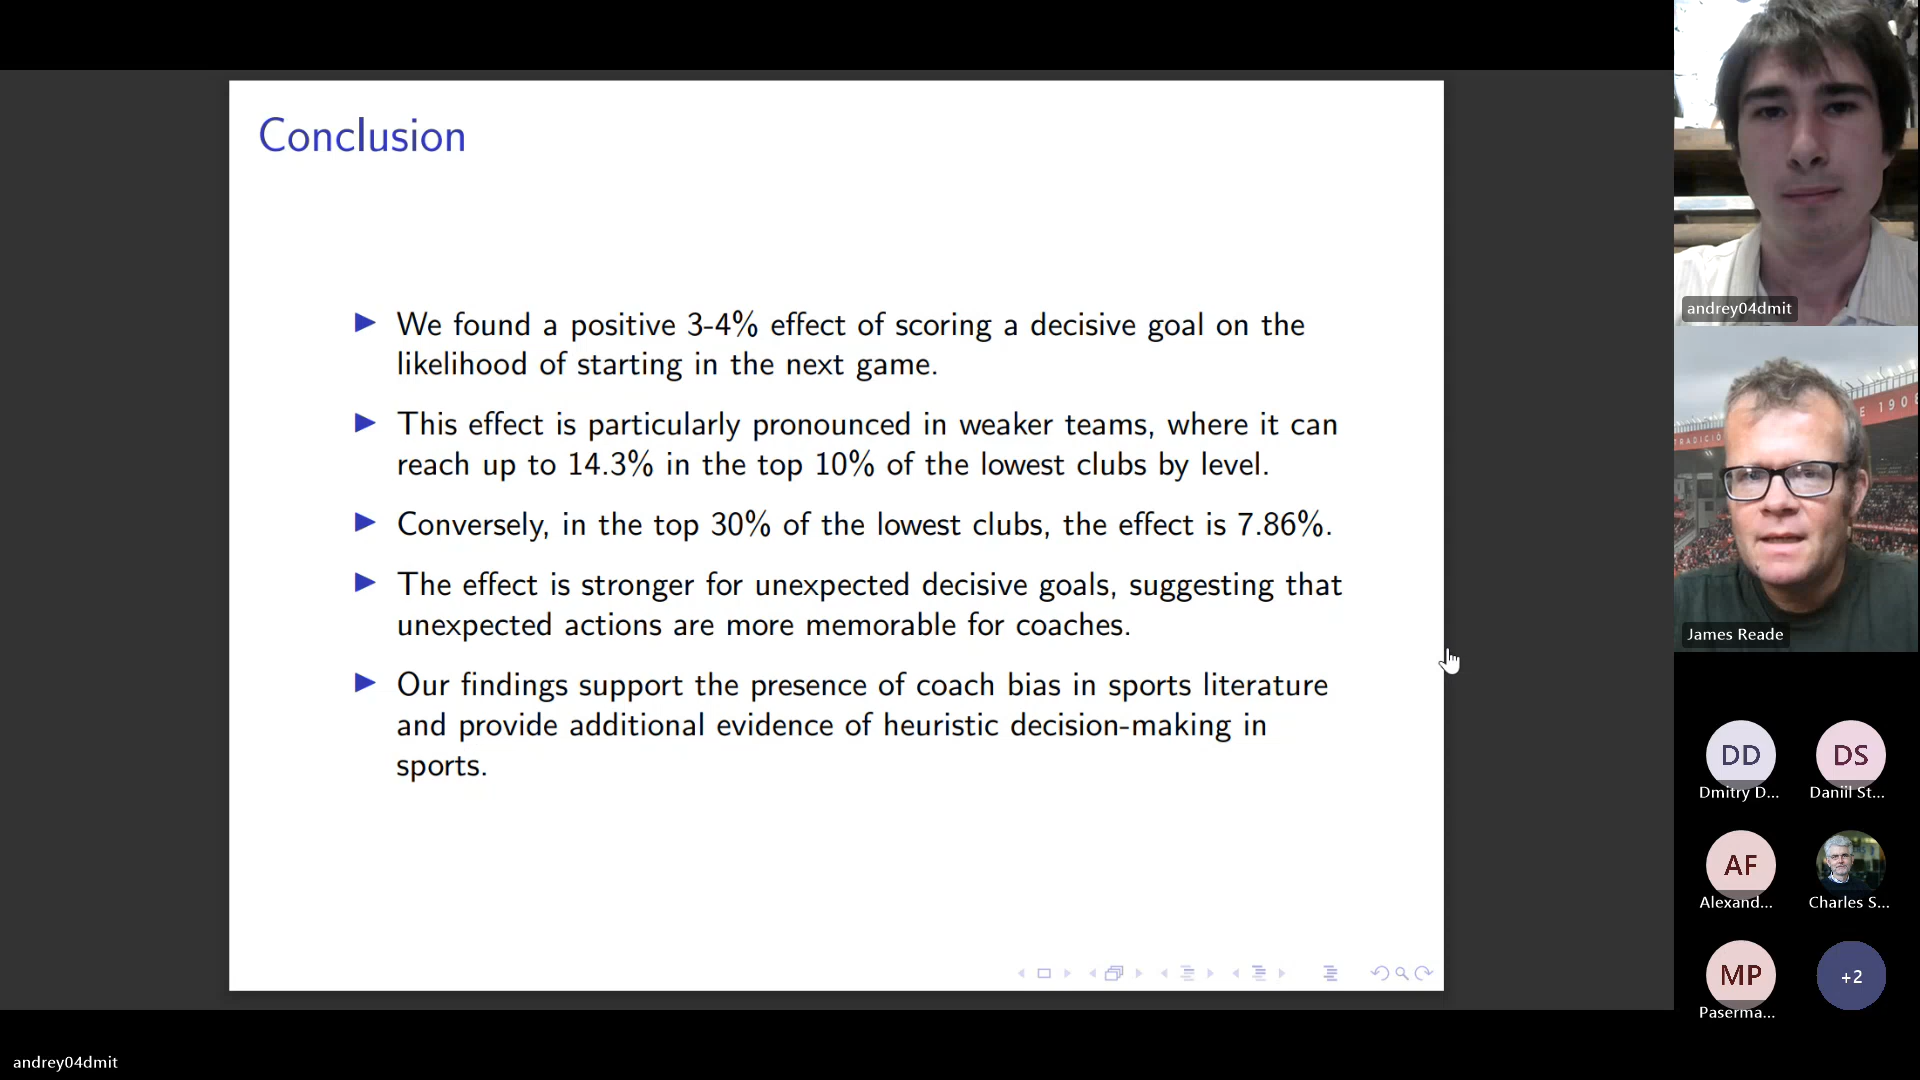 Conclusion
We found a positive 3-4% effect of scoring a decisive goal on the
likelihood of starting in the next game.
This effect is particularly pronounced in weaker teams, where it can
reach up to 14.3% in the top 10% of the lowest clubs by level.
Conversely, in the top 30% of the lowest clubs, the effect is 7.86%.
The effect is stronger for unexpected decisive goals, suggesting that
unexpected actions are more memorable for coaches.
Our findings support the presence of coach bias in sports literature
and provide additional evidence of heuristic decision-making in
sports.
andrey04dmit
E 1908
TRADICIO
James Reade
DD
DS
Dmitry D...
Daniil St...
AF
Alexand...
Charles S...
MP
+2
Paserma...
andrey04dmit